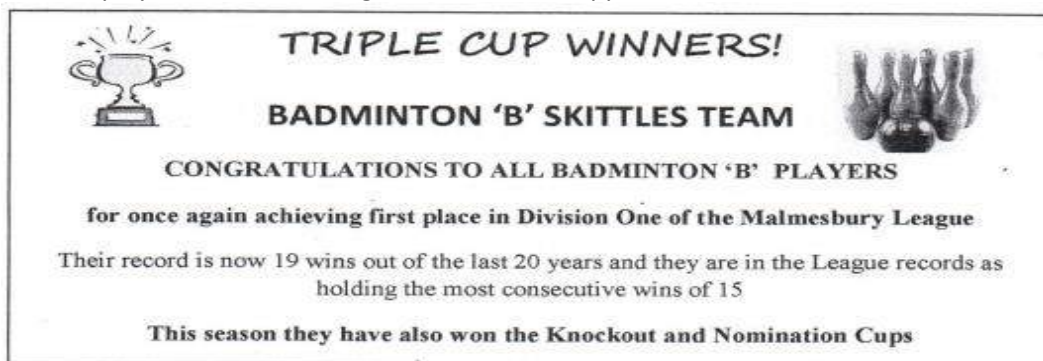 TRIPLE CUP WINNERS!
BADMINTON ‘B’ SKITTLES TEAM
CONGRATULATIONS TO ALL BADMINTON ‘B’ PLAYERS
for once again achieving first place in Division One of the Malmesbury League
Their record is now 19 wins out of the last 20 years and they are in the League records as
holding the most consecutive wins of 15
This season they have also won the Knockout and Nomination Cups